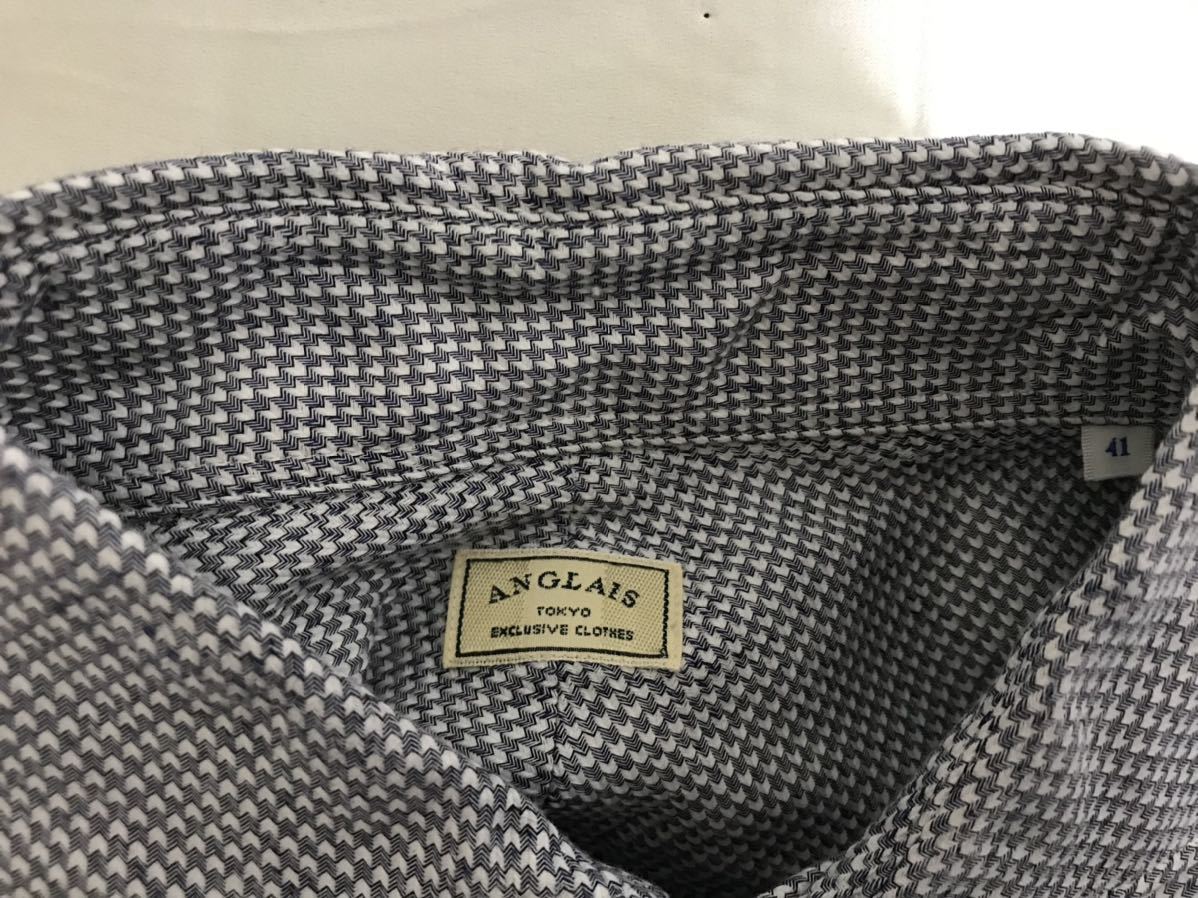 41
ANGLAIS
TOKYO
EXCLUSIVE CLOTHES